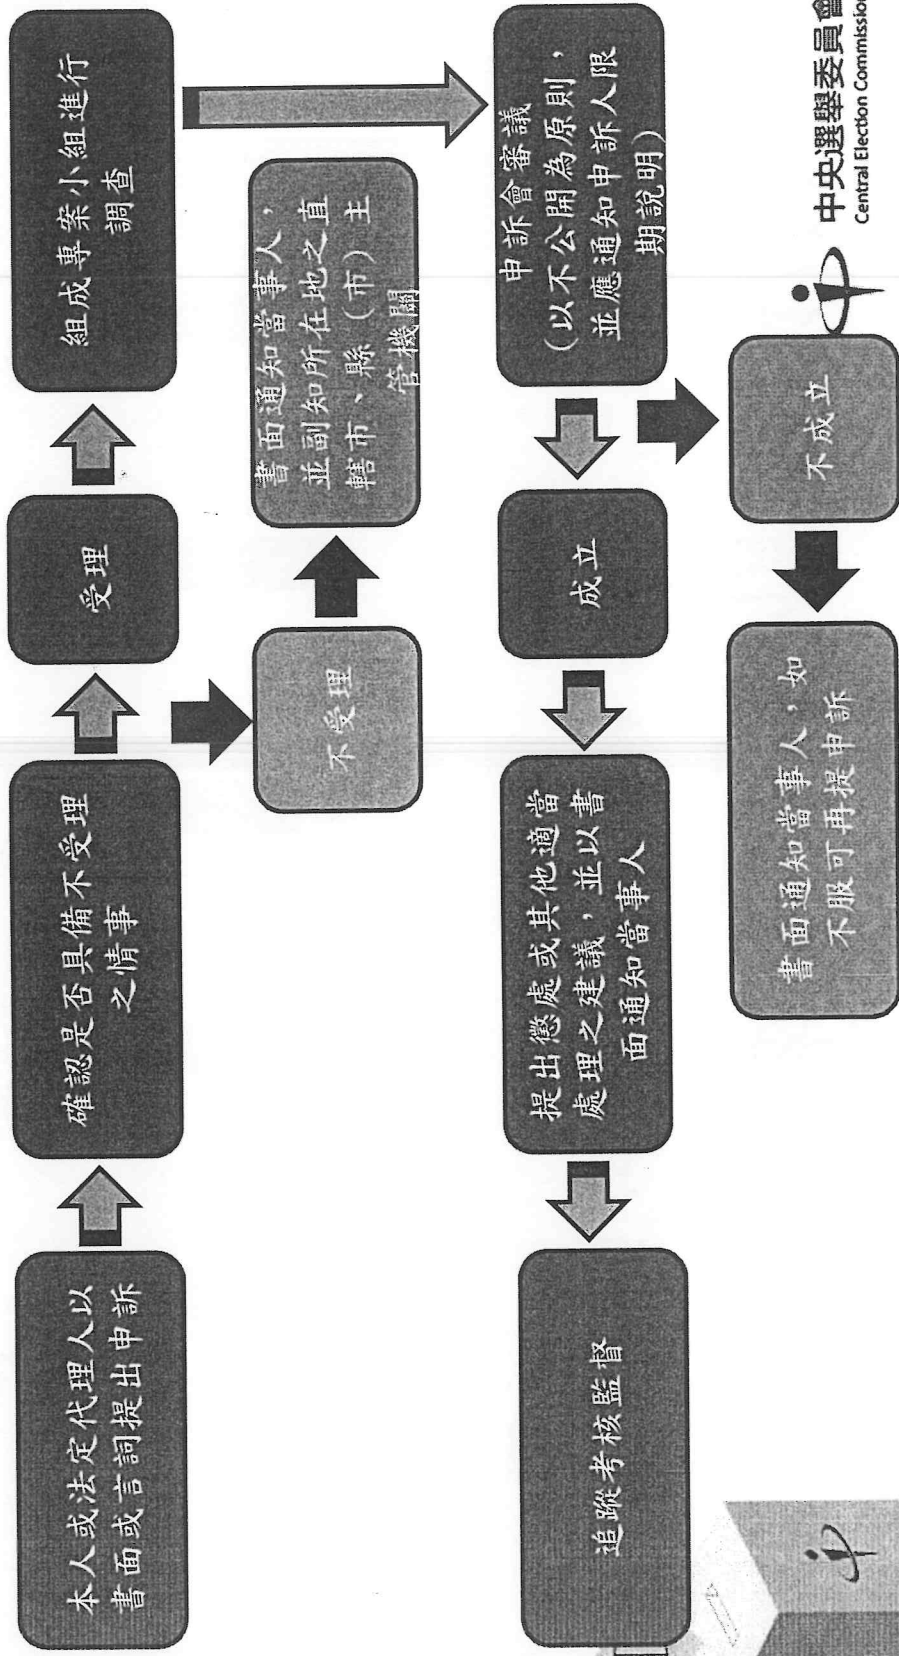 本人或法定代理人以
書面或言詞提出申訴
確認是否具備不受理
之情事
受理
組成專案小組進行
調查
不受理
書面通知當事人，
並副知所在地之直
轄市、縣（市）主
管機關
申訴會審議
（以不公開為原則，
並應通知申訴人限
期說明）
成立
提出懲處或其他適當
處理之建議，並以書
面通知當事人
追蹤考核監督
不成立
書面通知當事人，如
不服可再提申訴
中央選舉委員會
Central Election Commission